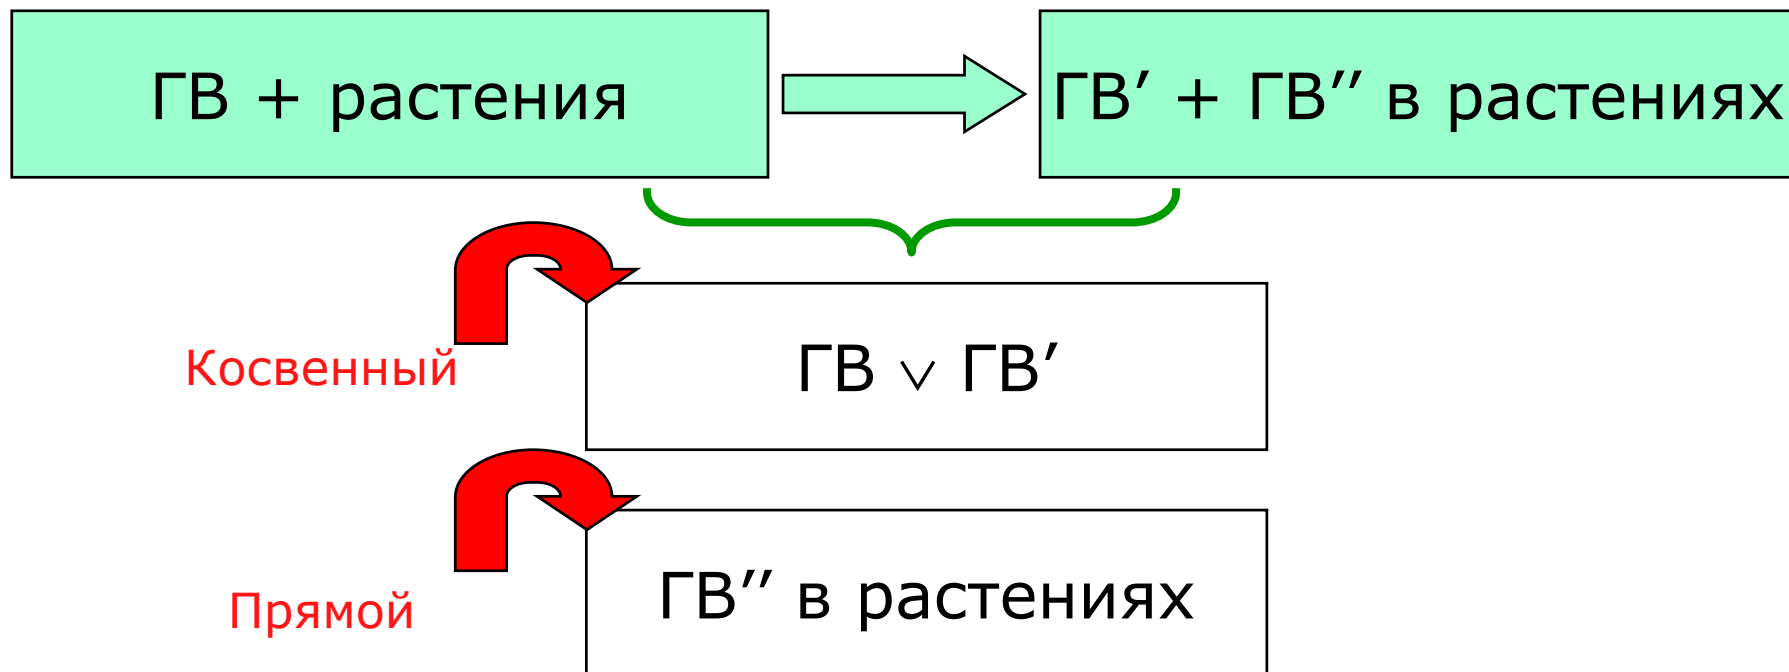 ГВ + растения
ГВ′ + ГВ′′ в растениях
Косвенный
ГВ ∨ ГВ′
Прямой
ГВ′′ в растениях